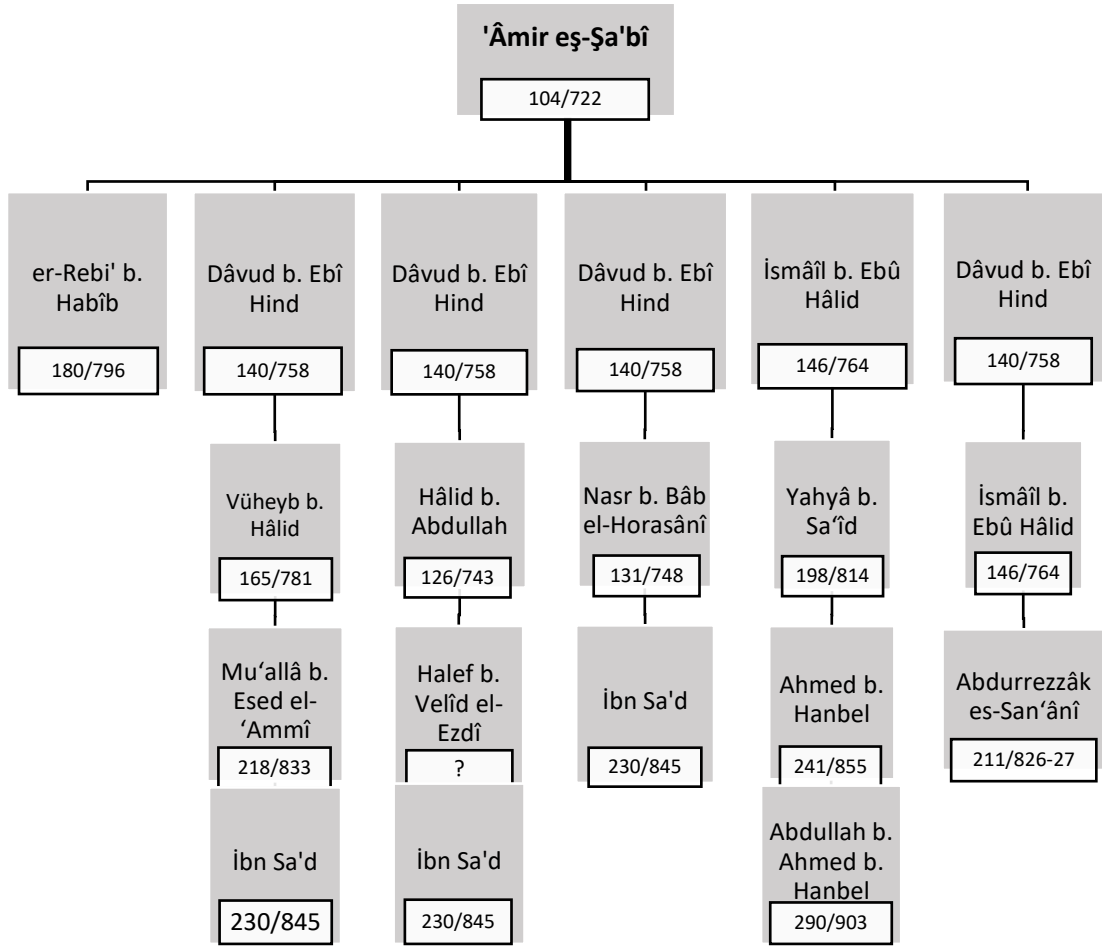 'Âmir eş-Şa'bî
104/722
er-Rebi' b.
Habîb
180/796
Dâvud b. Ebî
Hind
140/758
Vüheyb b.
Hâlid
165/781
Mu‘allâ b.
Esed el-
‘Ammî
218/833
İbn Sa'd
230/845
Dâvud b. Ebî
Hind
140/758
Hâlid b.
Abdullah
126/743
Halef b.
Velîd el-
Ezdî
?
İbn Sa'd
230/845
Dâvud b. Ebî
Hind
140/758
Nasr b. Bâb
el-Horasânî
131/748
İbn Sa'd
230/845
İsmâîl b. Ebû
Hâlid
146/764
Yahyâ b.
Sa‘îd
198/814
Ahmed b.
Hanbel
241/855
Abdullah b.
Ahmed b.
Hanbel
290/903
Dâvud b. Ebî
Hind
140/758
İsmâîl b.
Ebû Hâlid
146/764
Abdurrezzâk
es-San‘ânî
211/826-27